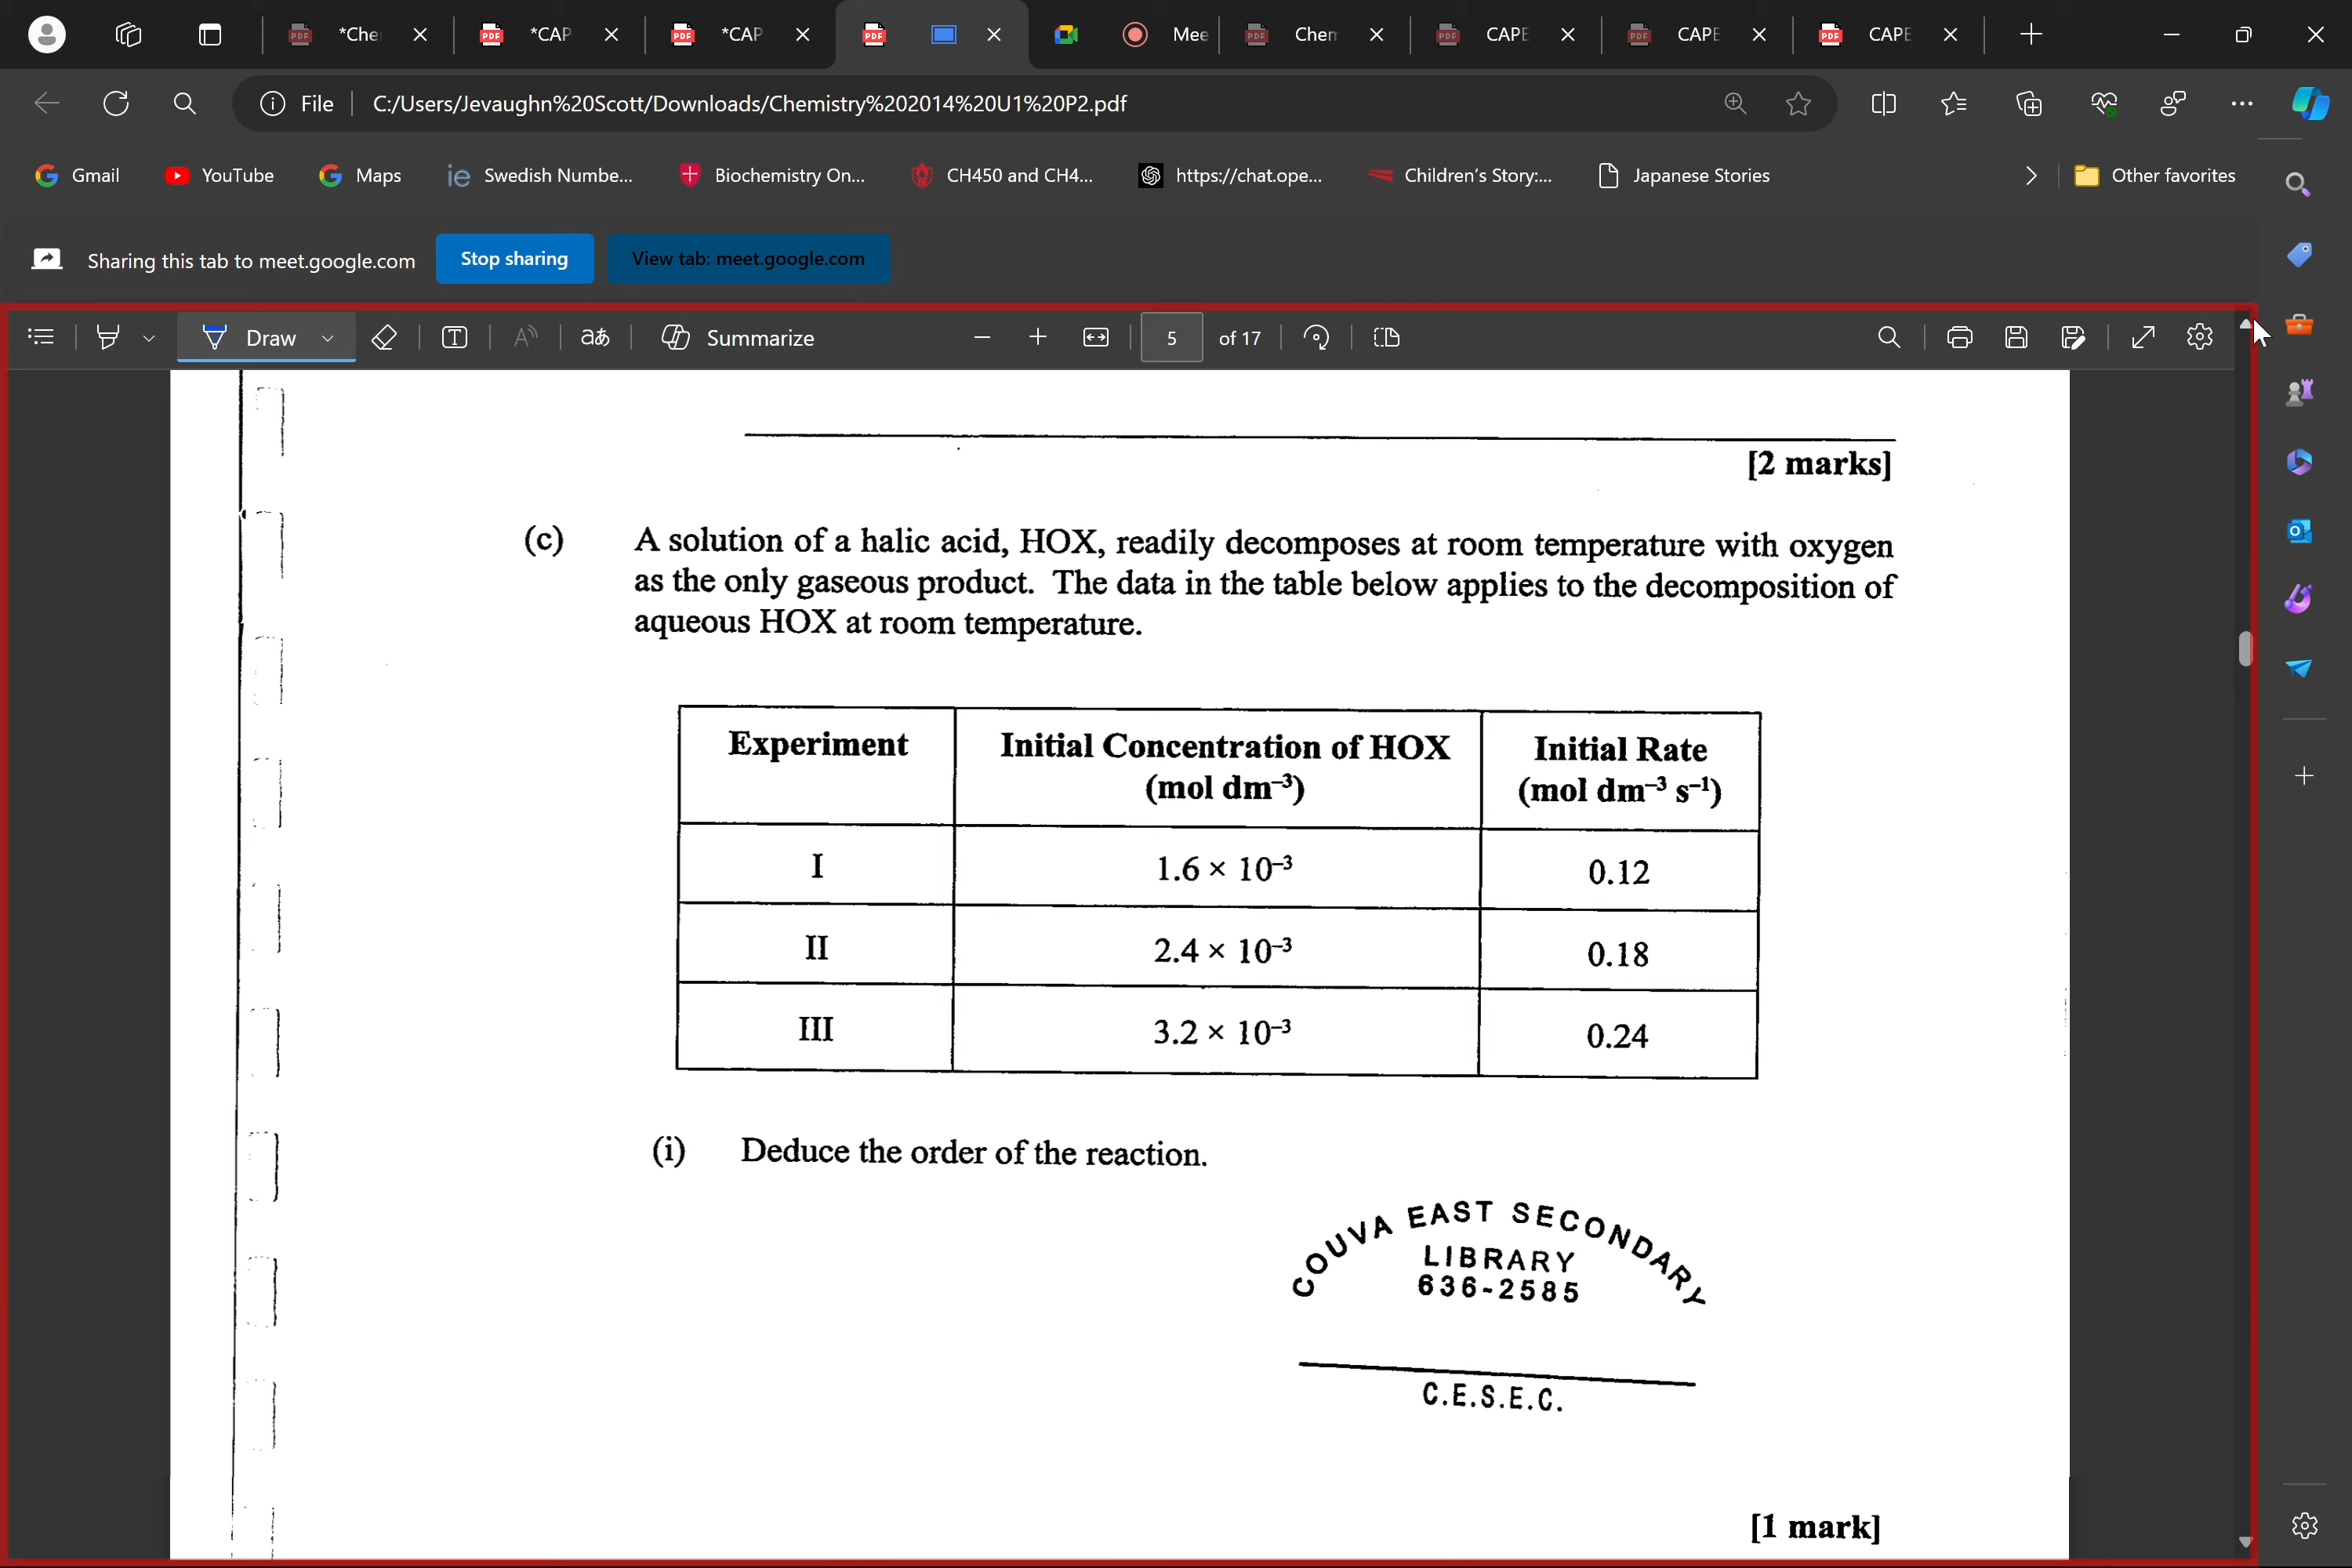 *Che
*CAP
*CAP
Mee
Chem
CAPE
CAPE
CAPE
File
C:/Users/Jevaughn%20Scott/Downloads/Chemistry%202014%20U1%20P2.pdf
Gmail
YouTube
Maps
ie Swedish Numbe...
Biochemistry On...
CH450 and CH4...
https://chat.ope...
Children's Story:...
Japanese Stories
Other favorites
Sharing this tab to meet.google.com
Stop sharing
View tab: meet.google.com
Draw
aあ
Summarize
5 of 17
[2 marks]
(c) A solution of a halic acid, HOX, readily decomposes at room temperature with oxygen
as the only gaseous product. The data in the table below applies to the decomposition of
aqueous HOX at room temperature.
Experiment Initial Concentration of HOX (mol dm⁻³) Initial Rate (mol dm⁻³ s⁻¹)
I 1.6 × 10⁻³ 0.12
II 2.4 × 10⁻³ 0.18
III 3.2 × 10⁻³ 0.24
(i) Deduce the order of the reaction.
COUVA EAST SECONDARY
LIBRARY
636-2585
C.E.S.E.C.
[1 mark]